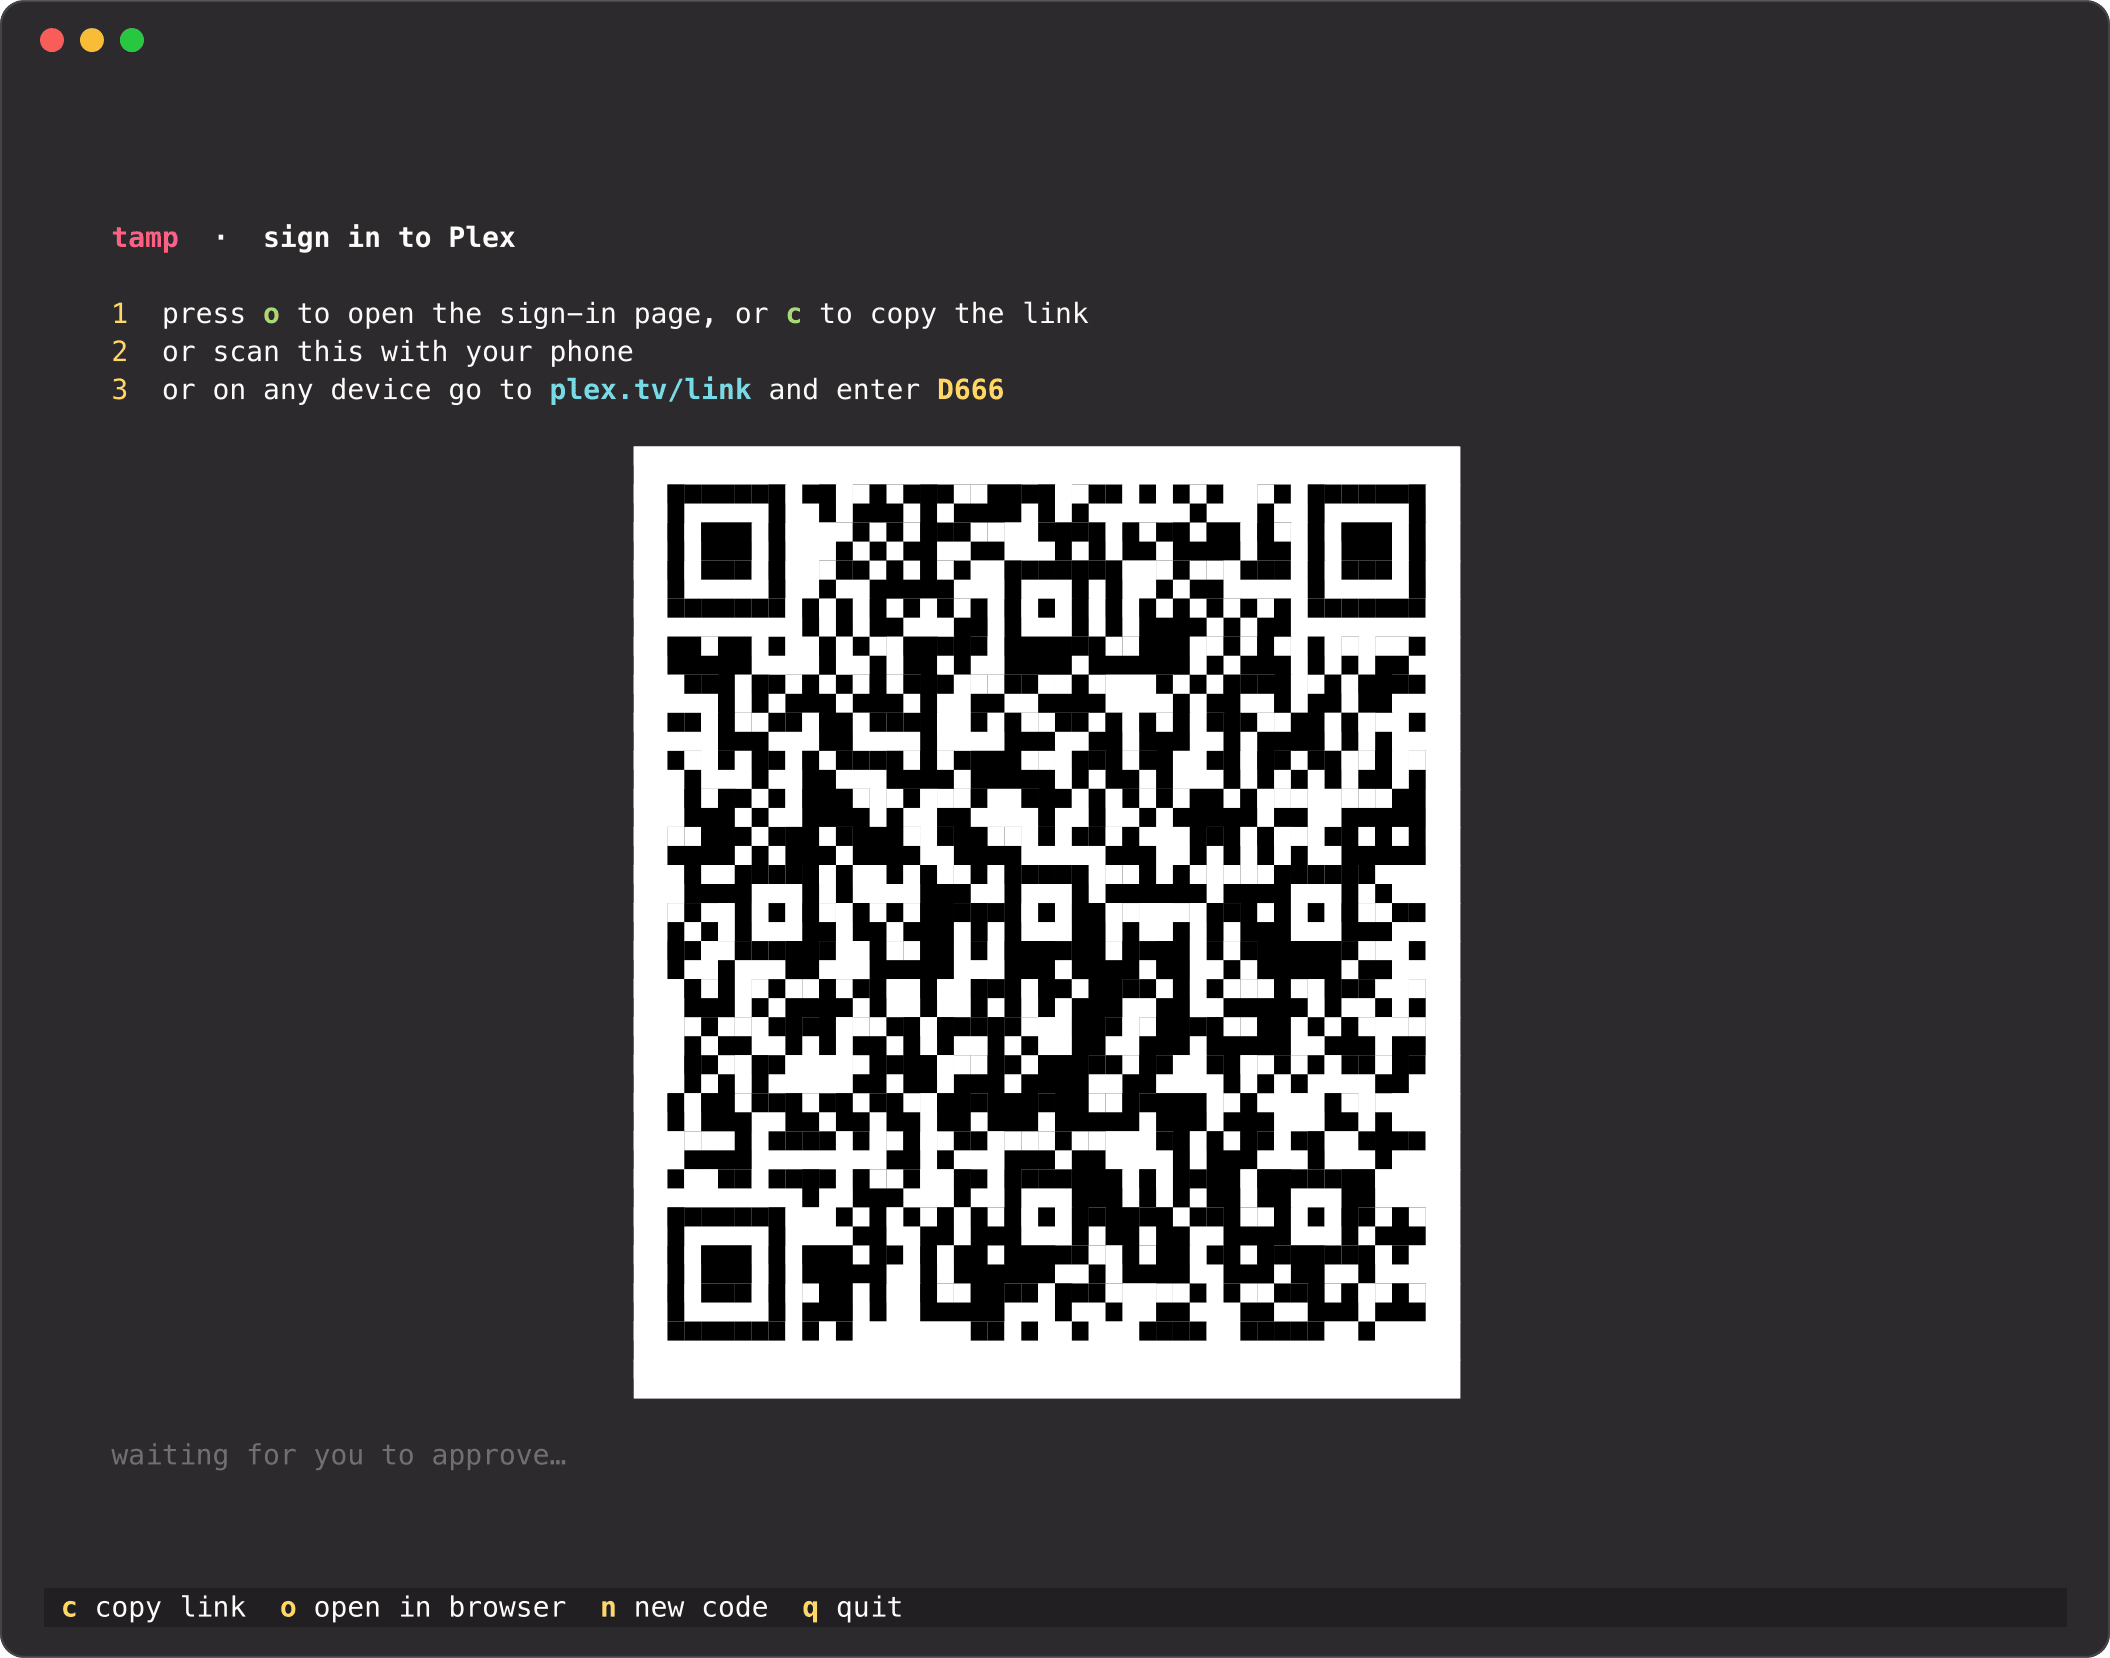 tamp · sign in to Plex
1 press o to open the sign-in page, or c to copy the link
2 or scan this with your phone
3 or on any device go to plex.tv/link and enter D666
waiting for you to approve…
c copy link o open in browser n new code q quit